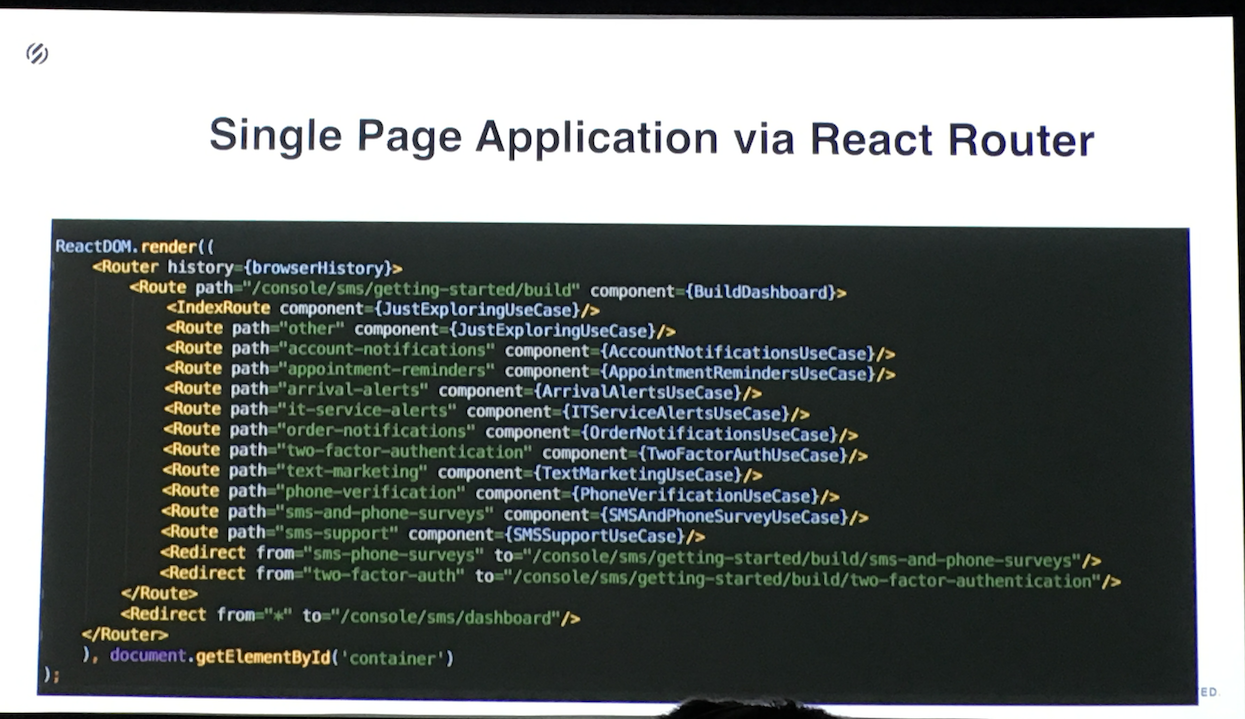 Single Page Application via React Router
ReactDOM.render((
<Router history={browserHistory}>
<Route path="/console/sms/getting-started/build" component={BuildDashboard}>
<IndexRoute component={JustExploringUseCase}/>
<Route path="other" component={JustExploringUseCase}/>
<Route path="account-notifications" component={AccountNotificationsUseCase}/>
<Route path="appointment-reminders" component={AppointmentRemindersUseCase}/>
<Route path="arrival-alerts" component={ArrivalAlertsUseCase}/>
<Route path="it-service-alerts" component={ITServiceAlertsUseCase}/>
<Route path="order-notifications" component={OrderNotificationsUseCase}/>
<Route path="two-factor-authentication" component={TwoFactorAuthUseCase}/>
<Route path="text-marketing" component={TextMarketingUseCase}/>
<Route path="phone-verification" component={PhoneVerificationUseCase}/>
<Route path="sms-and-phone-surveys" component={SMSAndPhoneSurveyUseCase}/>
<Route path="sms-support" component={SMSSupportUseCase}/>
<Redirect from="sms-phone-surveys" to="/console/sms/getting-started/build/sms-and-phone-surveys"/>
<Redirect from="two-factor-auth" to="/console/sms/getting-started/build/two-factor-authentication"/>
</Route>
<Redirect from="*" to="/console/sms/dashboard"/>
</Router>
), document.getElementById('container')
);
ED.